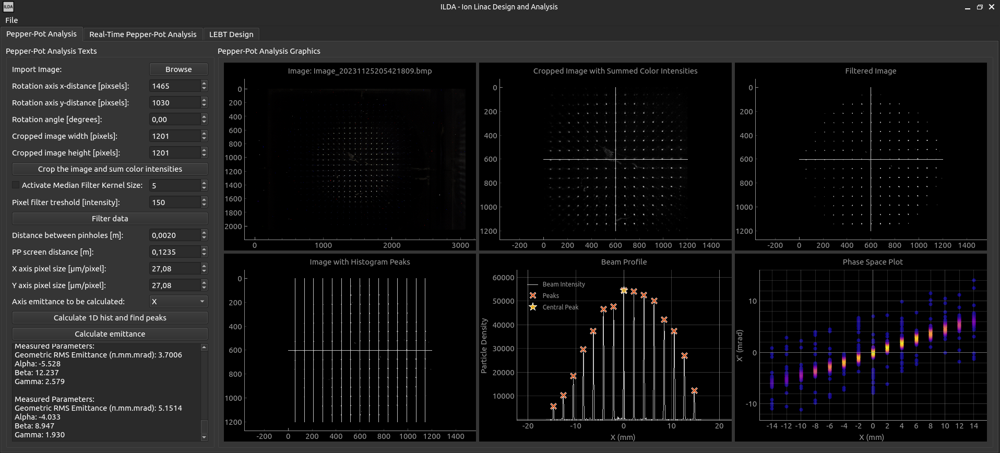 ILDA
ILDA - Ion Linac Design and Analysis
File
Pepper-Pot Analysis
Real-Time Pepper-Pot Analysis
LEBT Design
Pepper-Pot Analysis Texts
Import Image:
Browse
Rotation axis x-distance [pixsels]:
1465
Rotation axis y-distance [pixsels]:
1030
Rotation angle [degrees]:
0,00
Cropped image width [pixels]:
1201
Cropped image height [pixels]:
1201
Crop the image and sum color intensities
Activate Median Filter Kernel Size:
5
Pixel filter treshold [intensity]:
150
Filter data
Distance between pinholes [m]:
0,0020
PP screen distance [m]:
0,1235
X axis pixel size [µm/pixel]:
27,08
Y axis pixel size [µm/pixel]:
27,08
Axis emittance to be calculated:
X
Calculate 1D hist and find peaks
Calculate emittance
Measured Parameters:
Geometric RMS Emittance (π.mm.mrad): 3.7006
Alpha: -5.528
Beta: 12.237
Gamma: 2.579
Measured Parameters:
Geometric RMS Emittance (π.mm.mrad): 5.1514
Alpha: -4.033
Beta: 8.947
Gamma: 1.930
Pepper-Pot Analysis Graphics
Image: Image_20231125205421809.bmp
0
200
400
600
800
1000
1200
1400
1600
1800
2000
0 1000 2000 3000
Cropped Image with Summed Color Intensities
0
200
400
600
800
1000
1200
-200 0 200 400 600 800 1000 1200 1400
Filtered Image
0
200
400
600
800
1000
1200
-200 0 200 400 600 800 1000 1200 1400
Image with Histogram Peaks
0
200
400
600
800
1000
1200
-200 0 200 400 600 800 1000 1200 1400
Beam Profile
60000
50000
40000
30000
20000
10000
Particle Density
Beam Intensity
Peaks
Central Peak
-20 -10 0 10 20
X (mm)
Phase Space Plot
10
0
-10
X' (mrad)
-14 -12 -10 -8 -6 -4 -2 0 2 4 6 8 10 12 14
X (mm)